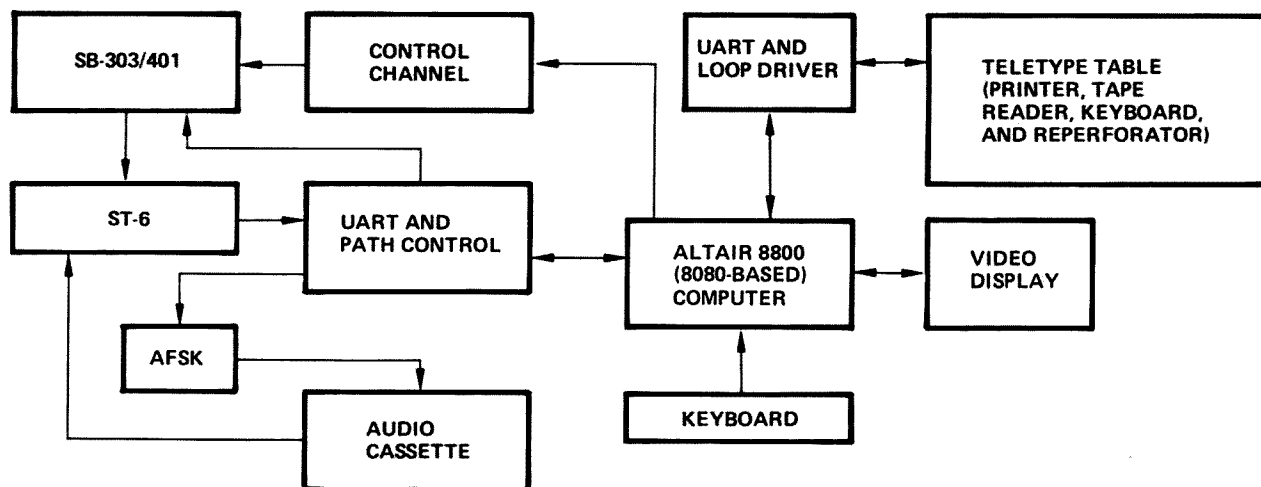 SB-303/401
CONTROL
CHANNEL
UART AND
LOOP DRIVER
TELETYPE TABLE
(PRINTER, TAPE
READER, KEYBOARD,
AND REPERFORATOR)
ST-6
UART AND
PATH CONTROL
ALTAIR 8800
(8080-BASED)
COMPUTER
VIDEO
DISPLAY
AFSK
AUDIO
CASSETTE
KEYBOARD